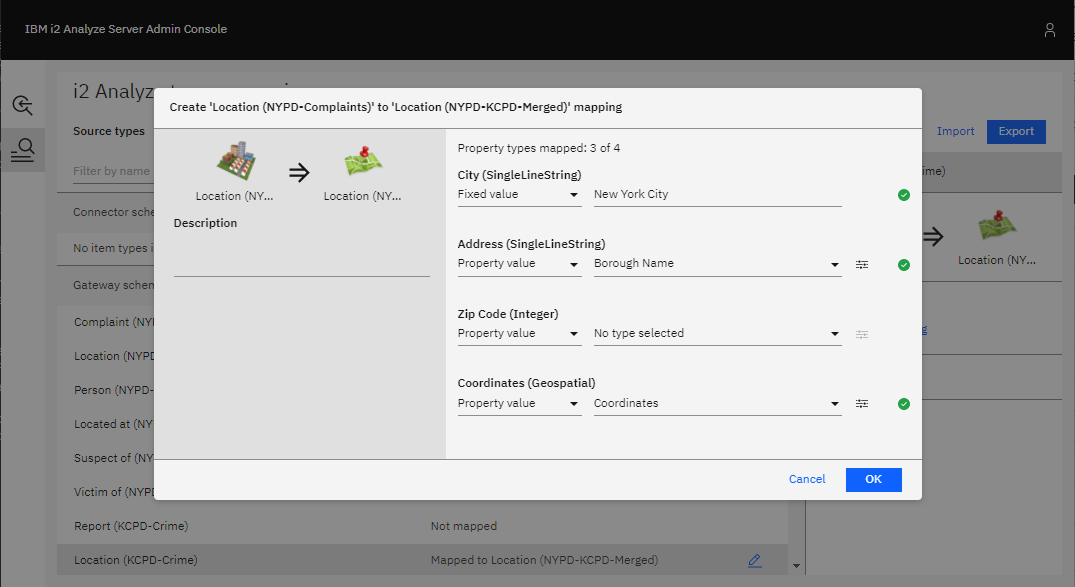 IBM i2 Analyze Server Admin Console
i2 Analyz
Create 'Location (NYPD-Complaints)' to 'Location (NYPD-KCPD-Merged)' mapping
Source types
Import
Export
Filter by name
ime)
Location (NY...
Location (NY...
Description
Property types mapped: 3 of 4
City (SingleLineString)
Fixed value
New York City
Address (SingleLineString)
Property value
Borough Name
Zip Code (Integer)
Property value
No type selected
Coordinates (Geospatial)
Property value
Coordinates
Cancel
OK
Connector sche
No item types i
Gateway schen
Complaint (NYI
Location (NYPD
Person (NYPD-
Located at (NY
Suspect of (NY
Victim of (NYPD
Report (KCPD-Crime)
Not mapped
Location (KCPD-Crime)
Mapped to Location (NYPD-KCPD-Merged)
Location (NY...
g